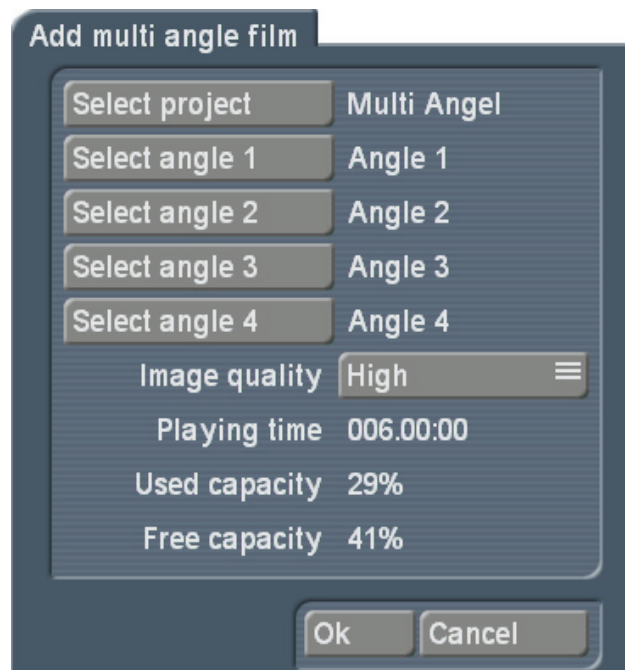 Add multi angle film
Select project Multi Angel
Select angle 1 Angle 1
Select angle 2 Angle 2
Select angle 3 Angle 3
Select angle 4 Angle 4
Image quality High
Playing time 006.00:00
Used capacity 29%
Free capacity 41%
Ok Cancel